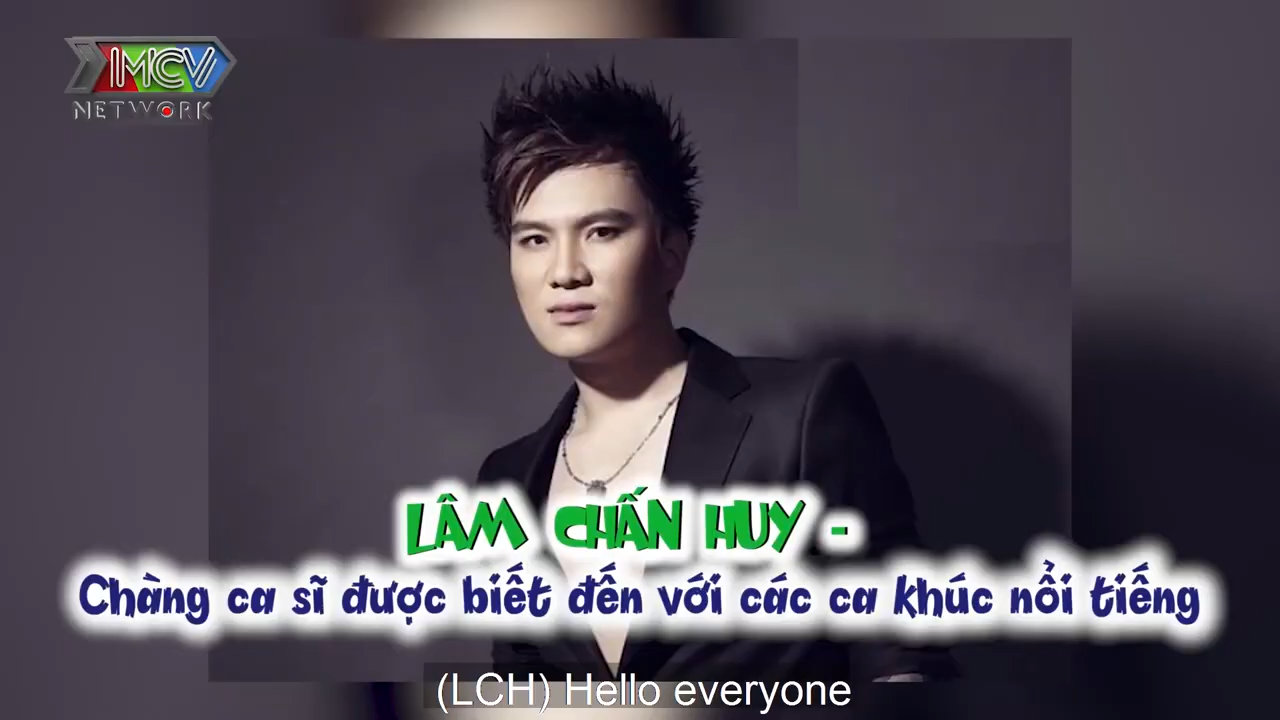 MCV
NETWORK
LÂM CHẤN HUY -
Chàng ca sĩ được biết đến với các ca khúc nổi tiếng
(LCH) Hello everyone